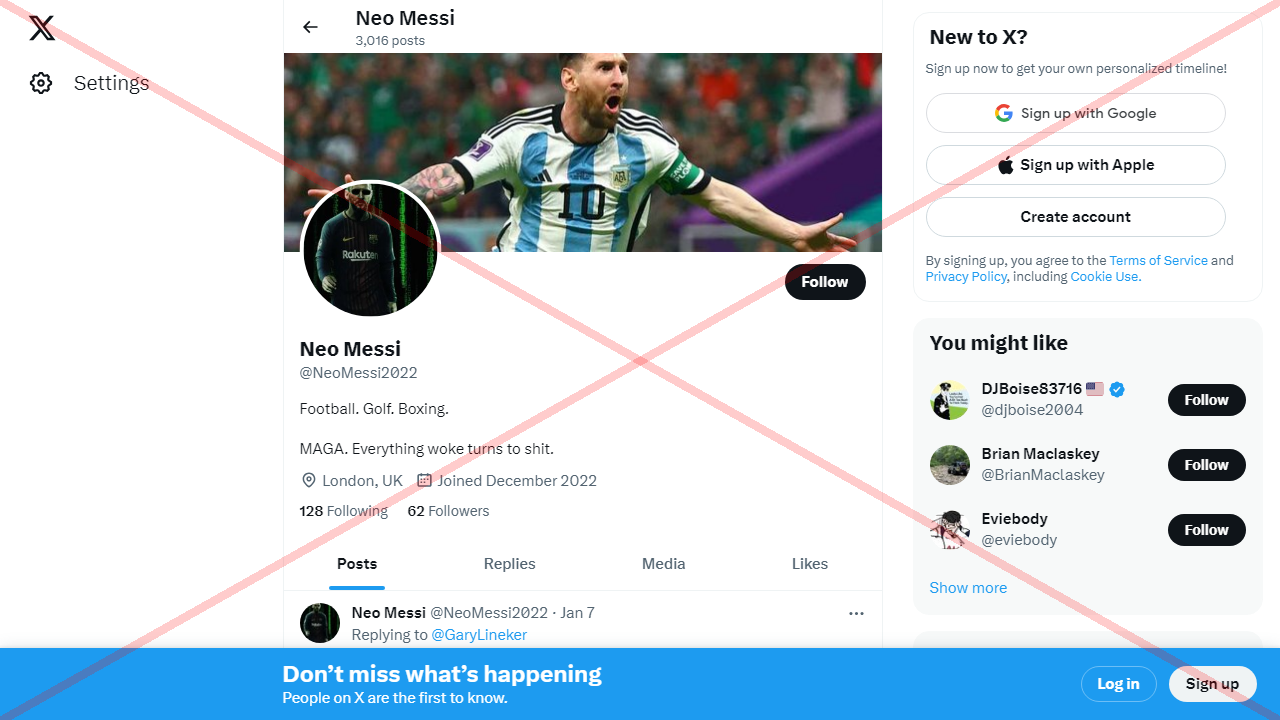 Settings
Neo Messi
3,016 posts
10
Rakuten
Follow
Neo Messi
@NeoMessi2022
Football. Golf. Boxing.
MAGA. Everything woke turns to shit.
London, UK Joined December 2022
128 Following 62 Followers
Posts Replies Media Likes
Neo Messi @NeoMessi2022 · Jan 7
Replying to @GaryLineker
New to X?
Sign up now to get your own personalized timeline!
Sign up with Google
Sign up with Apple
Create account
By signing up, you agree to the Terms of Service and
Privacy Policy, including Cookie Use.
You might like
DJBoise83716
@djboise2004
Follow
Brian Maclaskey
@BrianMaclaskey
Follow
Eviebody
@eviebody
Follow
Show more
Don’t miss what’s happening
People on X are the first to know.
Log in
Sign up